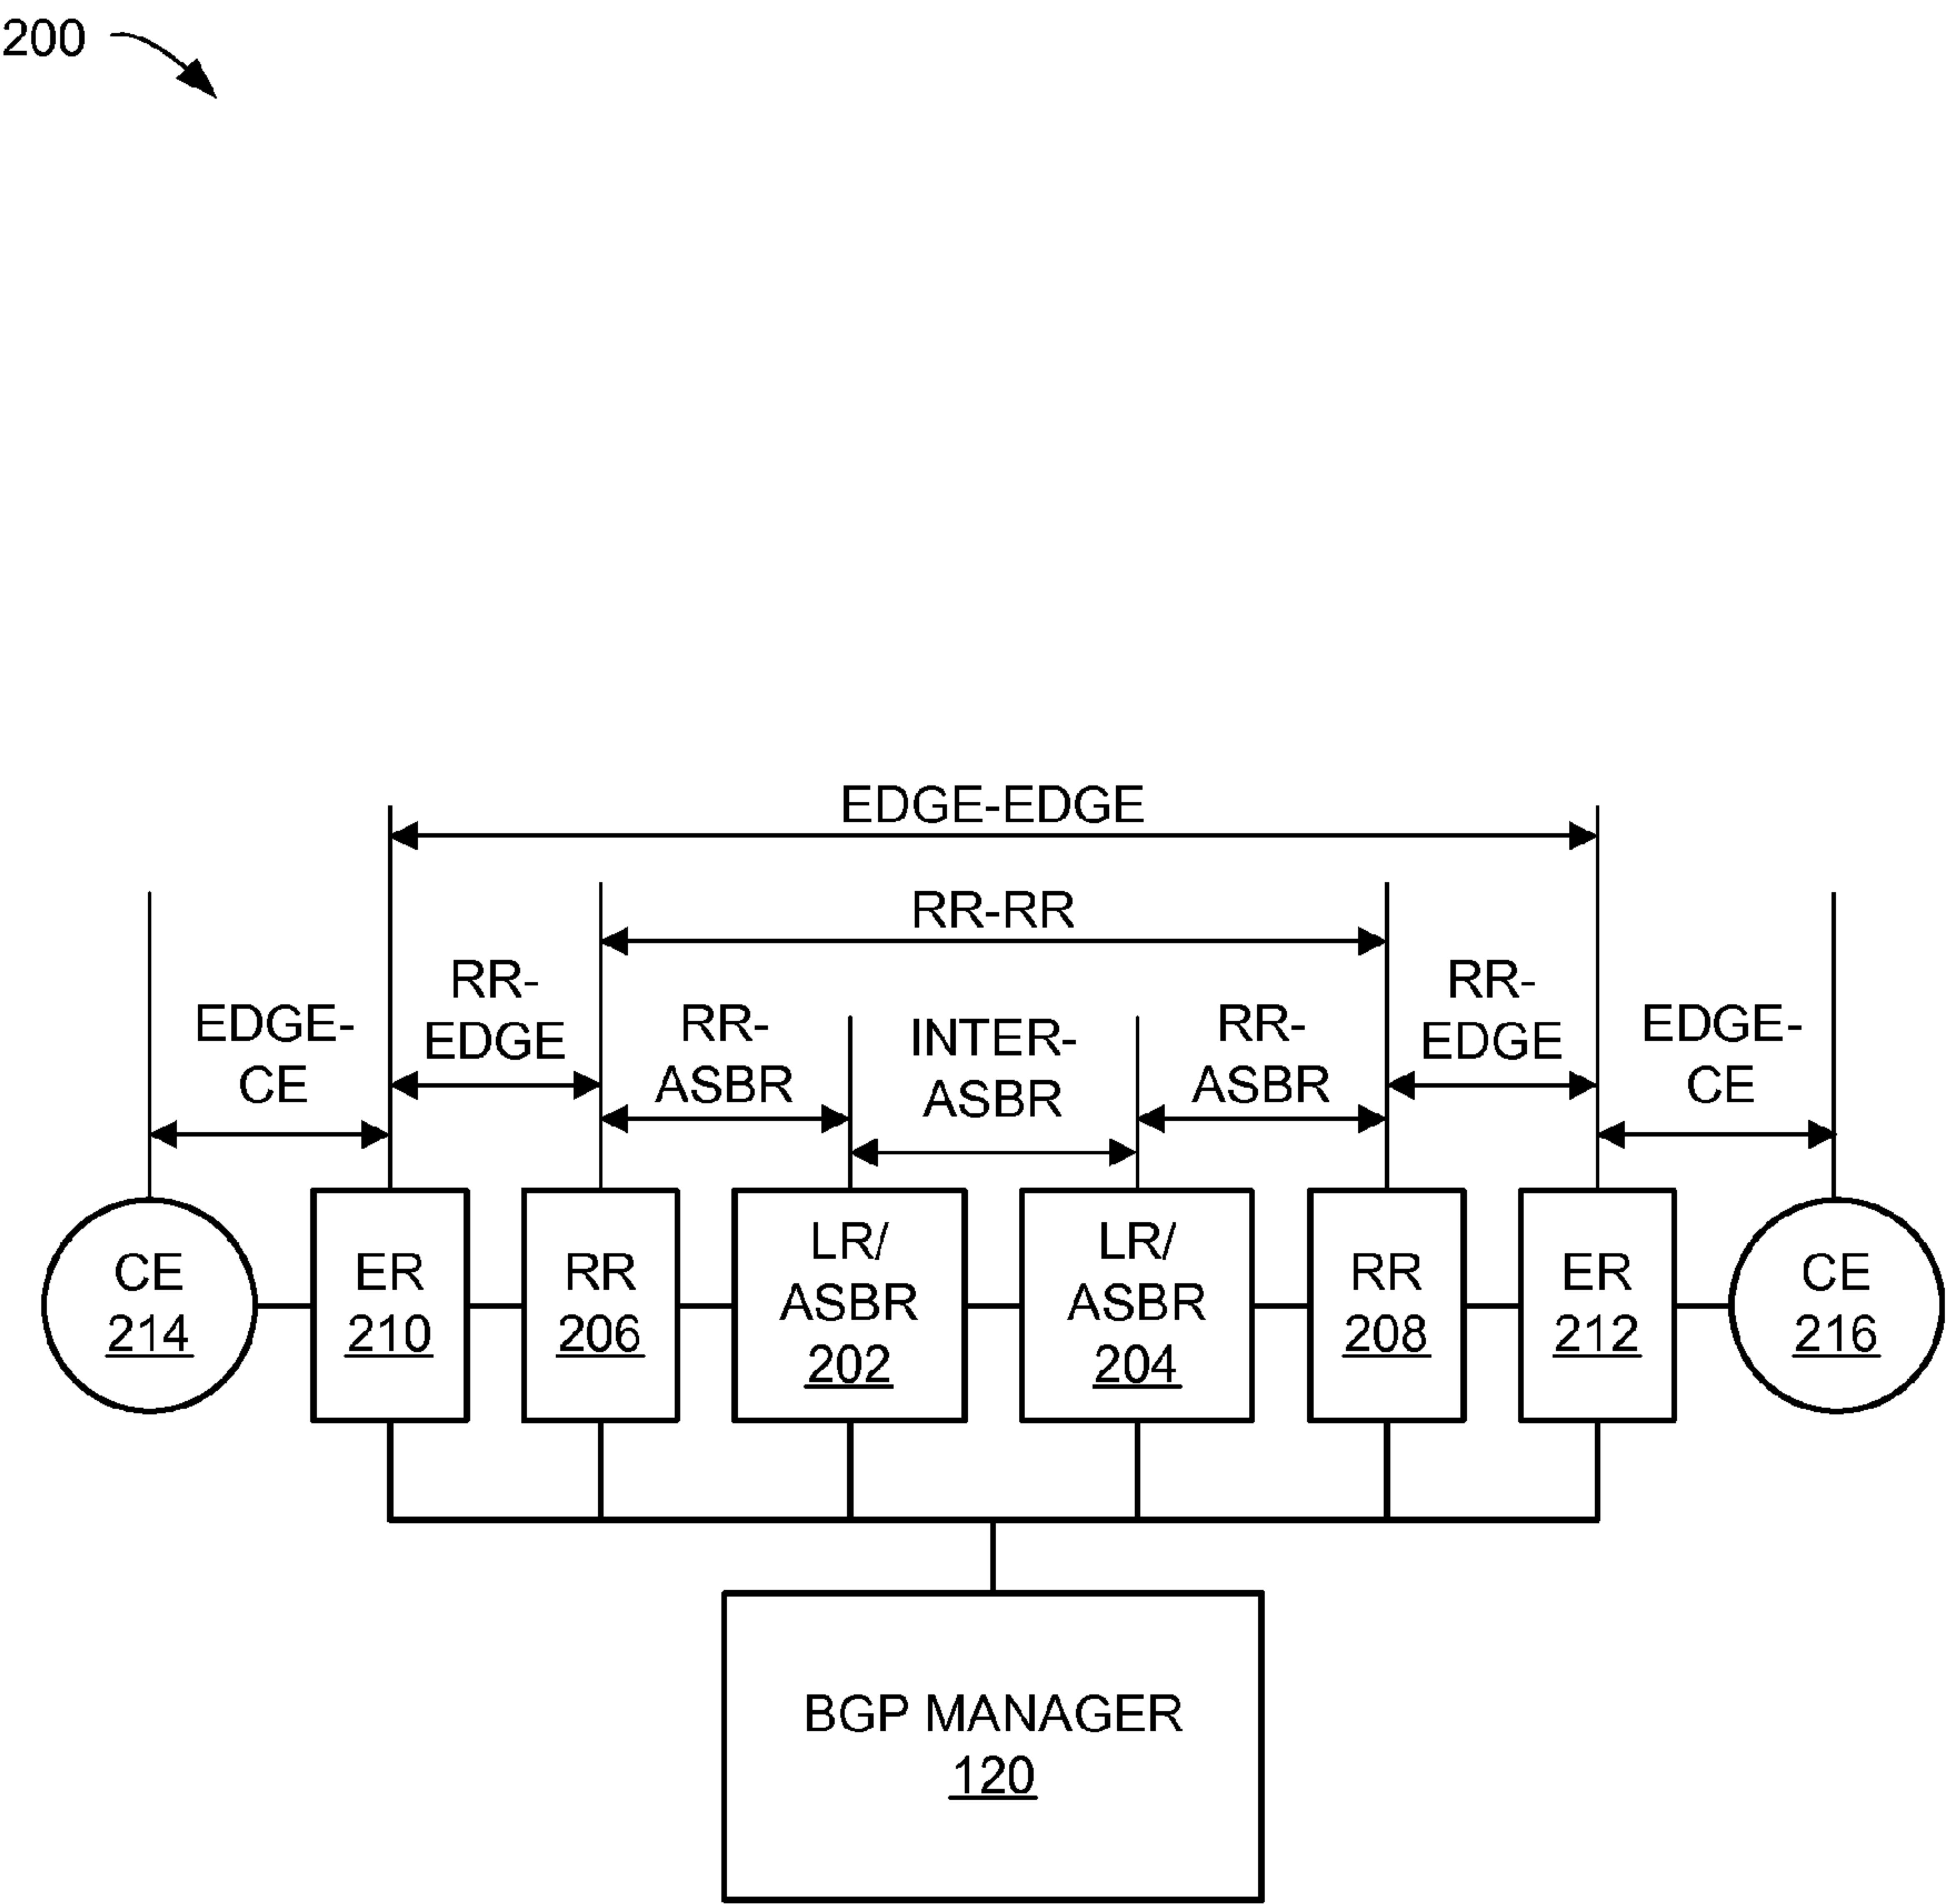 200
EDGE-EDGE
RR-RR
RR-
EDGE
RR-
EDGE
EDGE-
CE
RR-
ASBR
INTER-
ASBR
RR-
ASBR
EDGE-
CE
CE
214
ER
210
RR
206
LR/
ASBR
202
LR/
ASBR
204
RR
208
ER
212
CE
216
BGP MANAGER
120